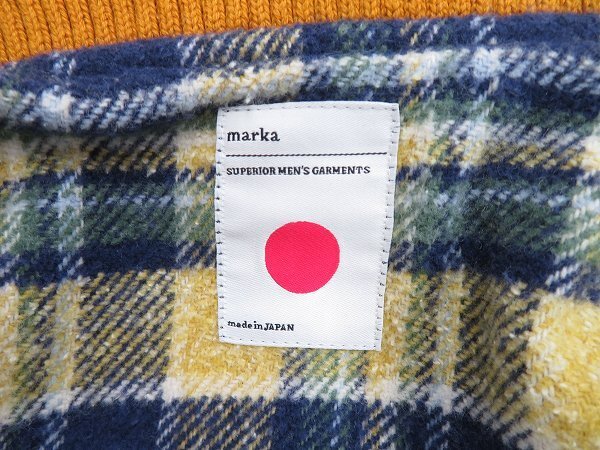 marka
SUPERIOR MEN'S GARMENTS
made in JAPAN